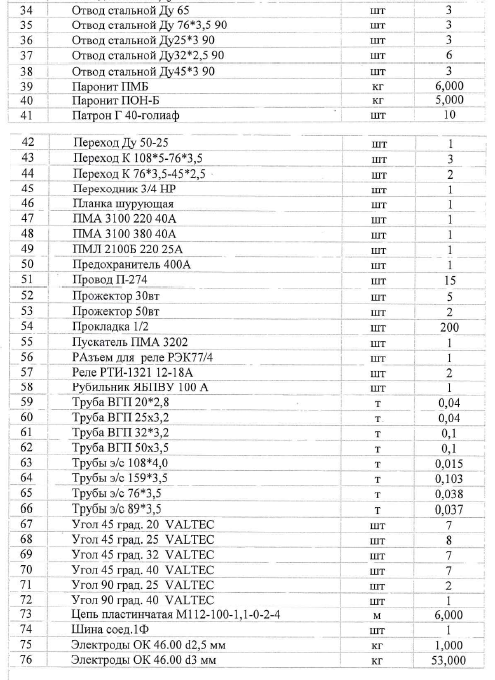 34 Отвод стальной Ду 65 шт 3
35 Отвод стальной Ду 76*3,5 90 шт 3
36 Отвод стальной Ду25*3 90 шт 3
37 Отвод стальной Ду32*2,5 90 шт 6
38 Отвод стальной Ду45*3 90 шт 3
39 Паронит ПМБ кг 6,000
40 Паронит ПОН-Б кг 5,000
41 Патрон Г 40-голиаф шт 10
42 Переход Ду 50-25 шт 1
43 Переход К 108*5-76*3,5 шт 3
44 Переход К 76*3,5-45*2,5 шт 2
45 Переходник 3/4 НР шт 1
46 Планка шурующая шт 1
47 ПМА 3100 220 40А шт 1
48 ПМА 3100 380 40А шт 1
49 ПМЛ 2100Б 220 25А шт 1
50 Предохранитель 400А шт 1
51 Провод П-274 шт 15
52 Прожектор 30вт шт 5
53 Прожектор 50вт шт 2
54 Прокладка 1/2 шт 200
55 Пускатель ПМА 3202 шт 1
56 РАзъем для реле РЭК77/4 шт 1
57 Реле РТИ-1321 12-18А шт 2
58 Рубильник ЯБПВУ 100 А шт 1
59 Труба ВГП 20*2,8 т 0,04
60 Труба ВГП 25х3,2 т 0,04
61 Труба ВГП 32*3,2 т 0,1
62 Труба ВГП 50х3,5 т 0,1
63 Трубы э/с 108*4,0 т 0,015
64 Трубы э/с 159*3,5 т 0,103
65 Трубы э/с 76*3,5 т 0,038
66 Трубы э/с 89*3,5 т 0,037
67 Угол 45 град. 20 VALTEC шт 7
68 Угол 45 град. 25 VALTEC шт 8
69 Угол 45 град. 32 VALTEC шт 7
70 Угол 45 град. 40 VALTEC шт 7
71 Угол 90 град. 25 VALTEC шт 2
72 Угол 90 град. 40 VALTEC шт 1
73 Цепь пластинчатая М112-100-1,1-0-2-4 м 6,000
74 Шина соед.1Ф шт 1
75 Электроды ОК 46.00 d2,5 мм кг 1,000
76 Электроды ОК 46.00 d3 мм кг 53,000